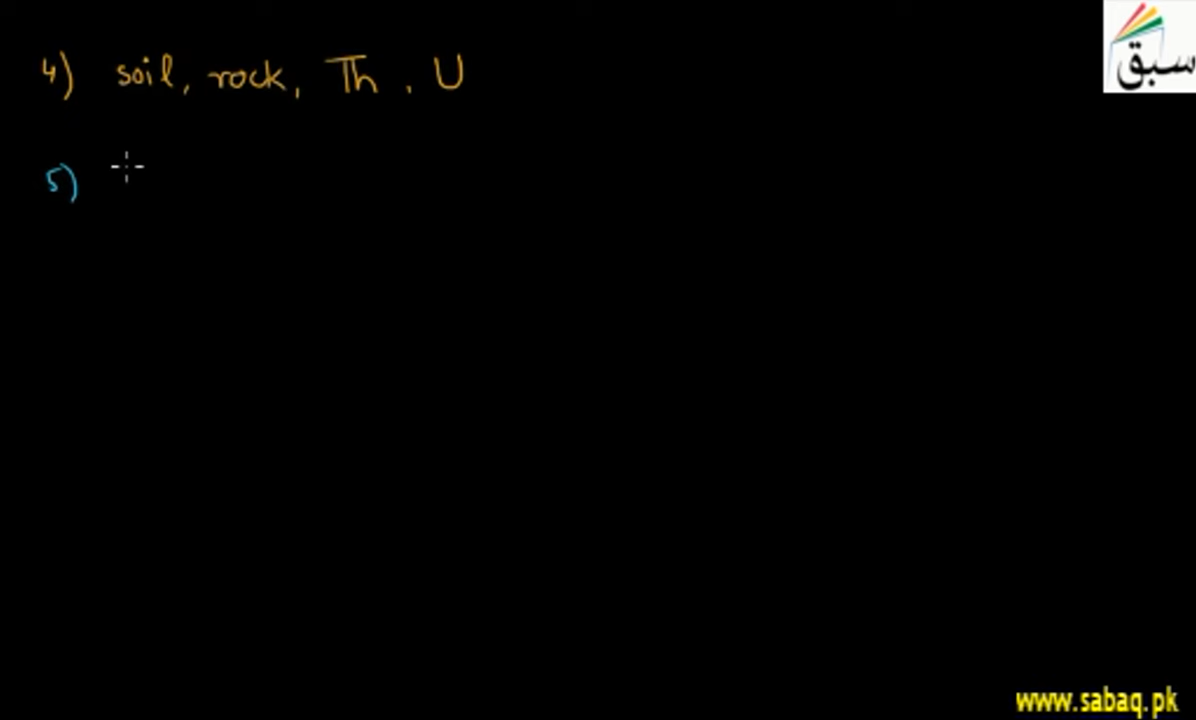 سبق
4) soil, rock, Th, U
5)
www.sabaq.pk